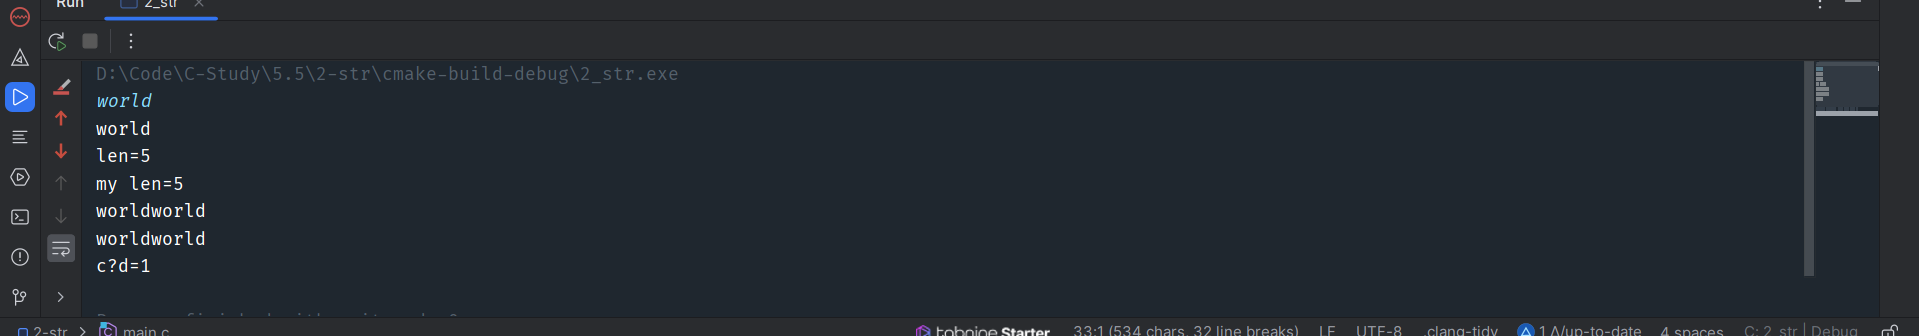 Run 2_str
D:\Code\C-Study\5.5\2-str\cmake-build-debug\2_str.exe
world
world
len=5
my len=5
worldworld
worldworld
c?d=1
2-str > main.c tabnine Starter 33:1 (534 chars, 32 line breaks) LF UTF-8 .clang-tidy 1 Δ/up-to-date 4 spaces C: 2_str | Debug